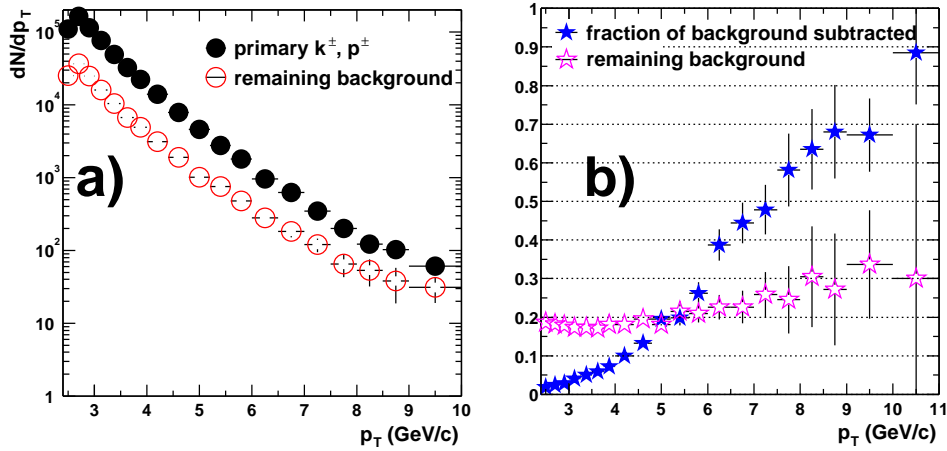 dN/dp_T
10^5
10^4
10^3
10^2
10
1
primary k^±, p^±
remaining background
a)
3 4 5 6 7 8 9 10
p_T (GeV/c)
fraction of background subtracted
remaining background
0.9
0.8
0.7
0.6
0.5
0.4
0.3
0.2
0.1
0
b)
3 4 5 6 7 8 9 10 11
p_T (GeV/c)